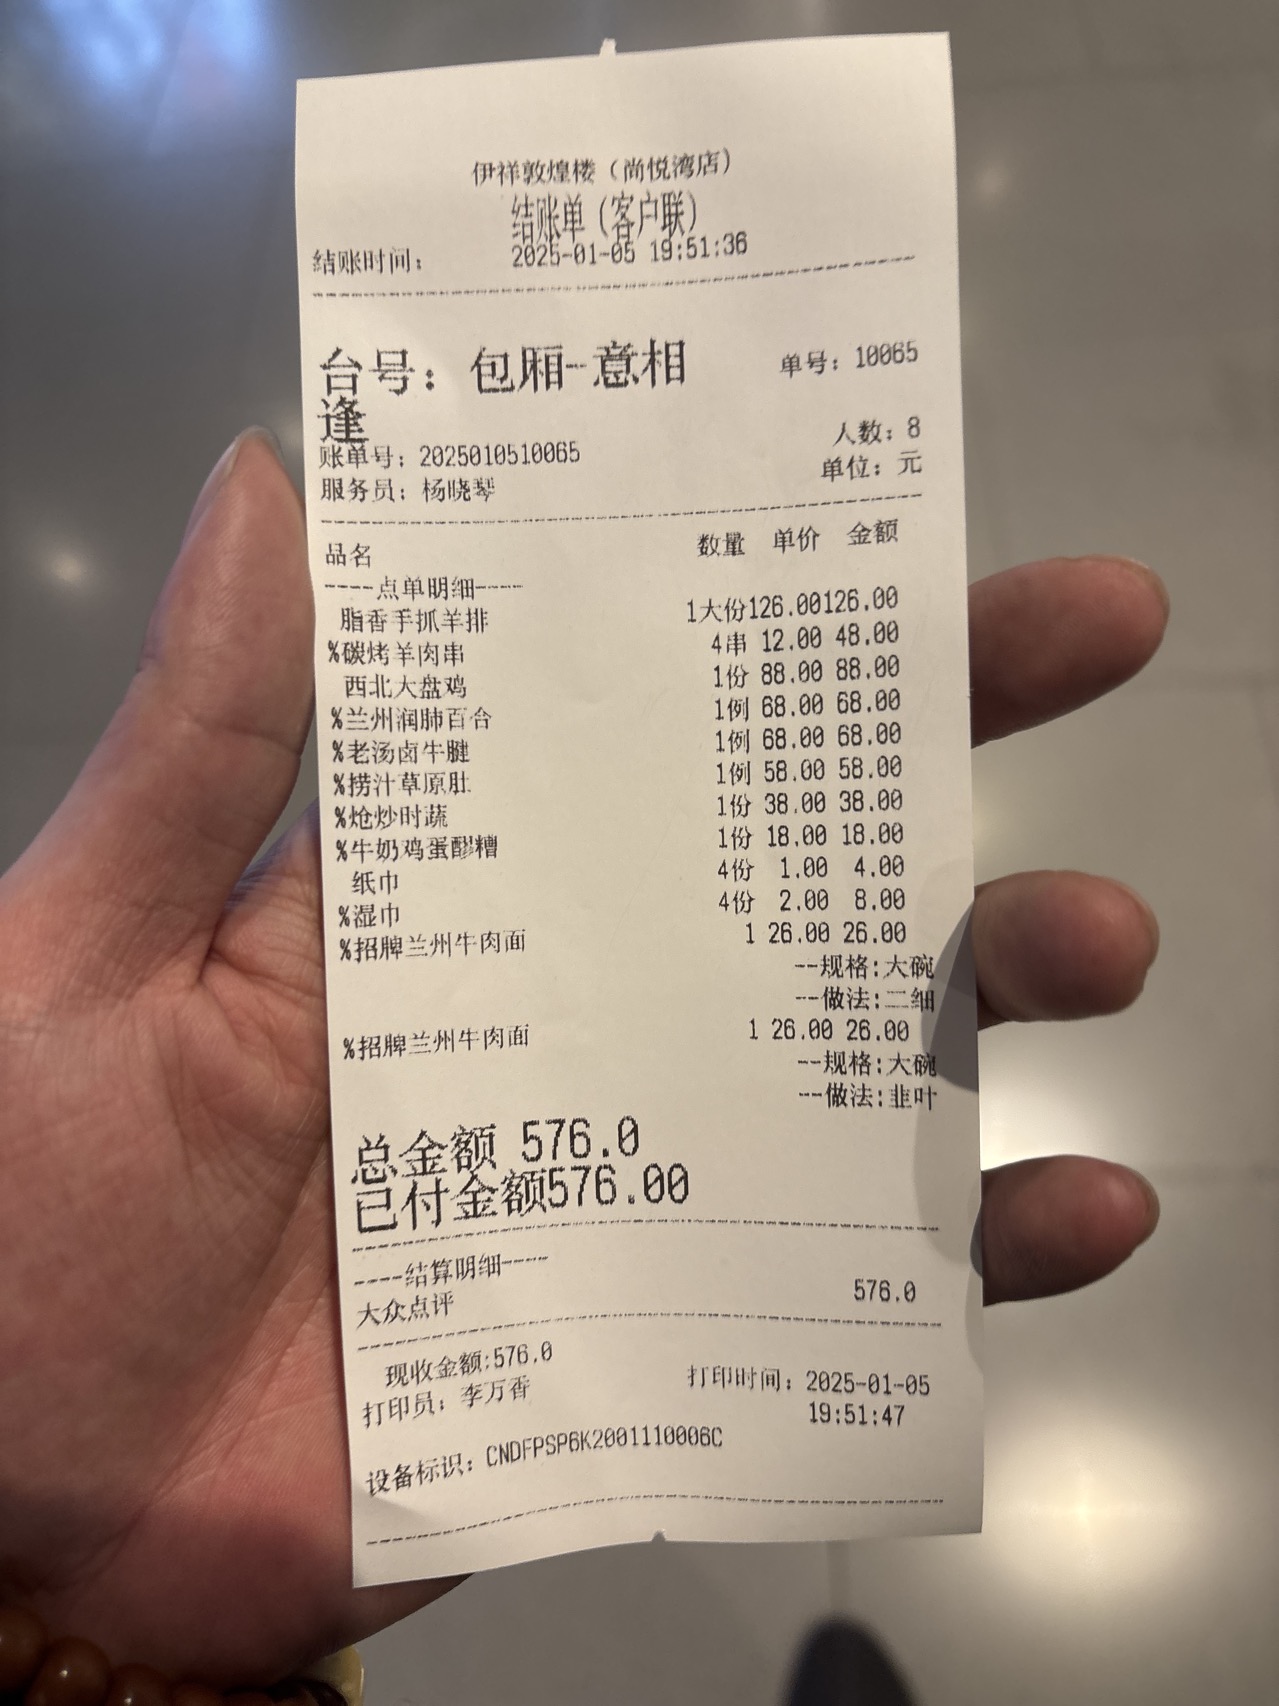 伊祥敦煌楼（尚悦湾店）
结账单（客户联）
结账时间： 2025-01-05 19:51:36
台号：包厢-意相 单号：10065
逢
人数：8
账单号：2025010510065
单位：元
服务员：杨晓琴
品名 数量 单价 金额
----点单明细----
脂香手抓羊排 1大份126.00126.00
%碳烤羊肉串 4串 12.00 48.00
西北大盘鸡 1份 88.00 88.00
%兰州润肺百合 1例 68.00 68.00
%老汤卤牛腱 1例 68.00 68.00
%捞汁草原肚 1例 58.00 58.00
%炝炒时蔬 1份 38.00 38.00
%牛奶鸡蛋醪糟 1份 18.00 18.00
纸巾 4份 1.00 4.00
%湿巾 4份 2.00 8.00
%招牌兰州牛肉面 1 26.00 26.00
--规格:大碗
--做法:二细
%招牌兰州牛肉面 1 26.00 26.00
--规格:大碗
--做法:韭叶
总金额 576.0
已付金额576.00
----结算明细----
大众点评 576.0
现收金额:576.0
打印员：李万香 打印时间：2025-01-05
19:51:47
设备标识：CNDFPSP6K2001110006C